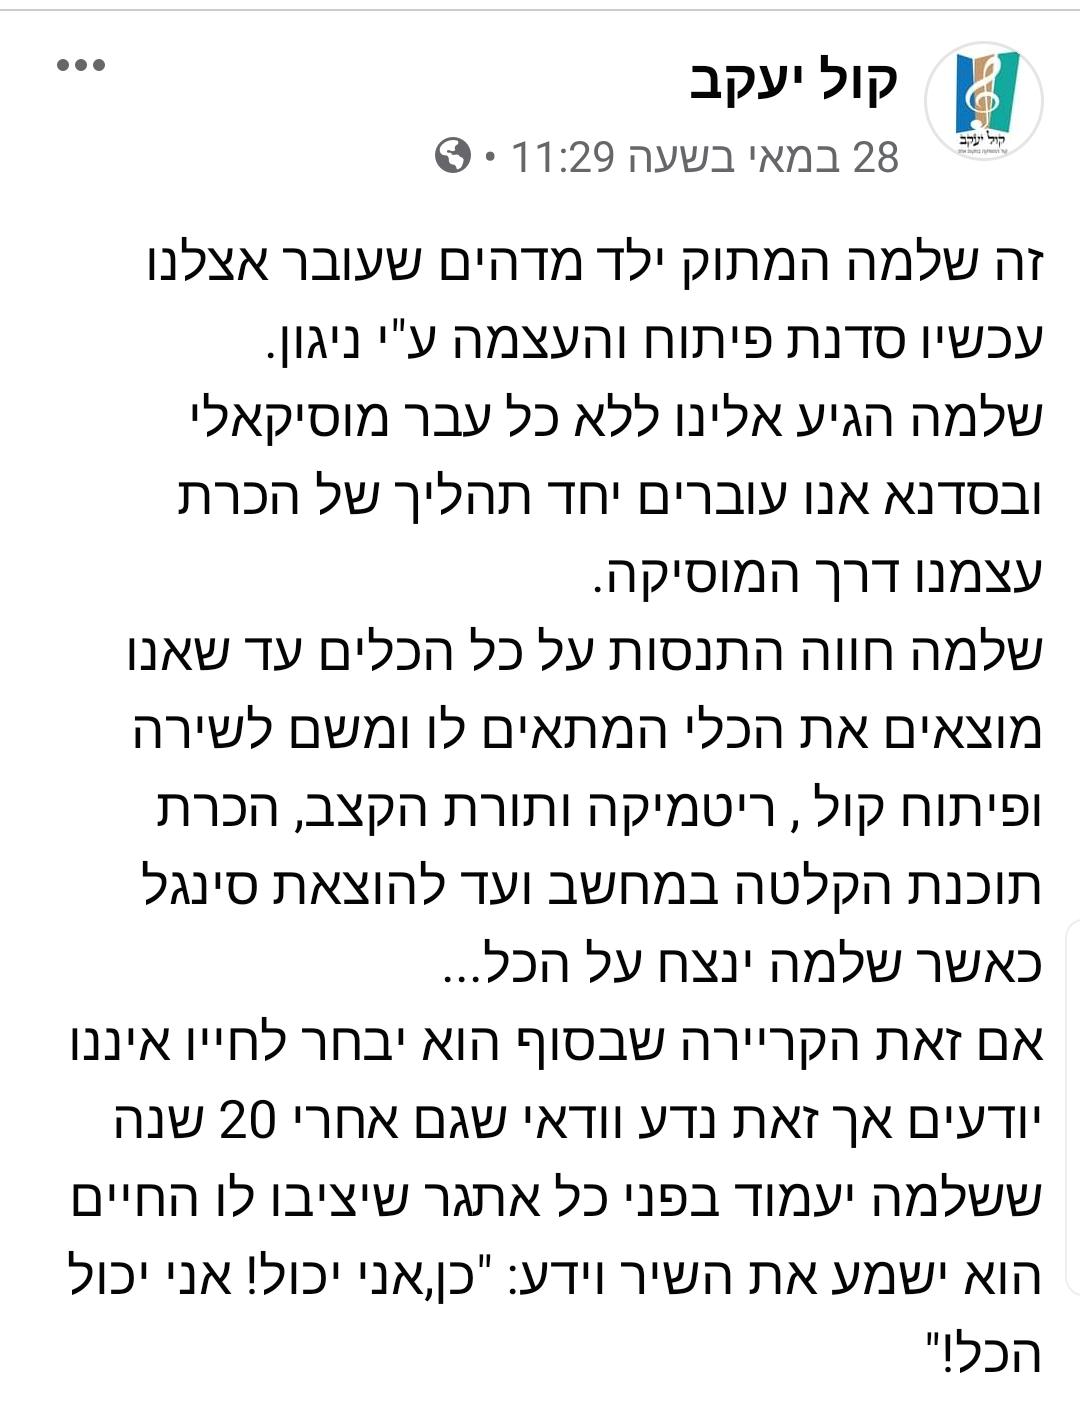 קול יעקב
28 במאי בשעה 11:29 •
קול יעקב
זה שלמה המתוק ילד מדהים שעובר אצלנו
עכשיו סדנת פיתוח והעצמה ע"י ניגון.
שלמה הגיע אלינו ללא כל עבר מוסיקאלי
ובסדנא אנו עוברים יחד תהליך של הכרת
עצמנו דרך המוסיקה.
שלמה חווה התנסות על כל הכלים עד שאנו
מוצאים את הכלי המתאים לו ומשם לשירה
ופיתוח קול , ריטמיקה ותורת הקצב, הכרת
תוכנת הקלטה במחשב ועד להוצאת סינגל
כאשר שלמה ינצח על הכל...
אם זאת הקריירה שבסוף הוא יבחר לחייו איננו
יודעים אך זאת נדע וודאי שגם אחרי 20 שנה
ששלמה יעמוד בפני כל אתגר שיציבו לו החיים
הוא ישמע את השיר וידע: "כן,אני יכול! אני יכול
הכל!"